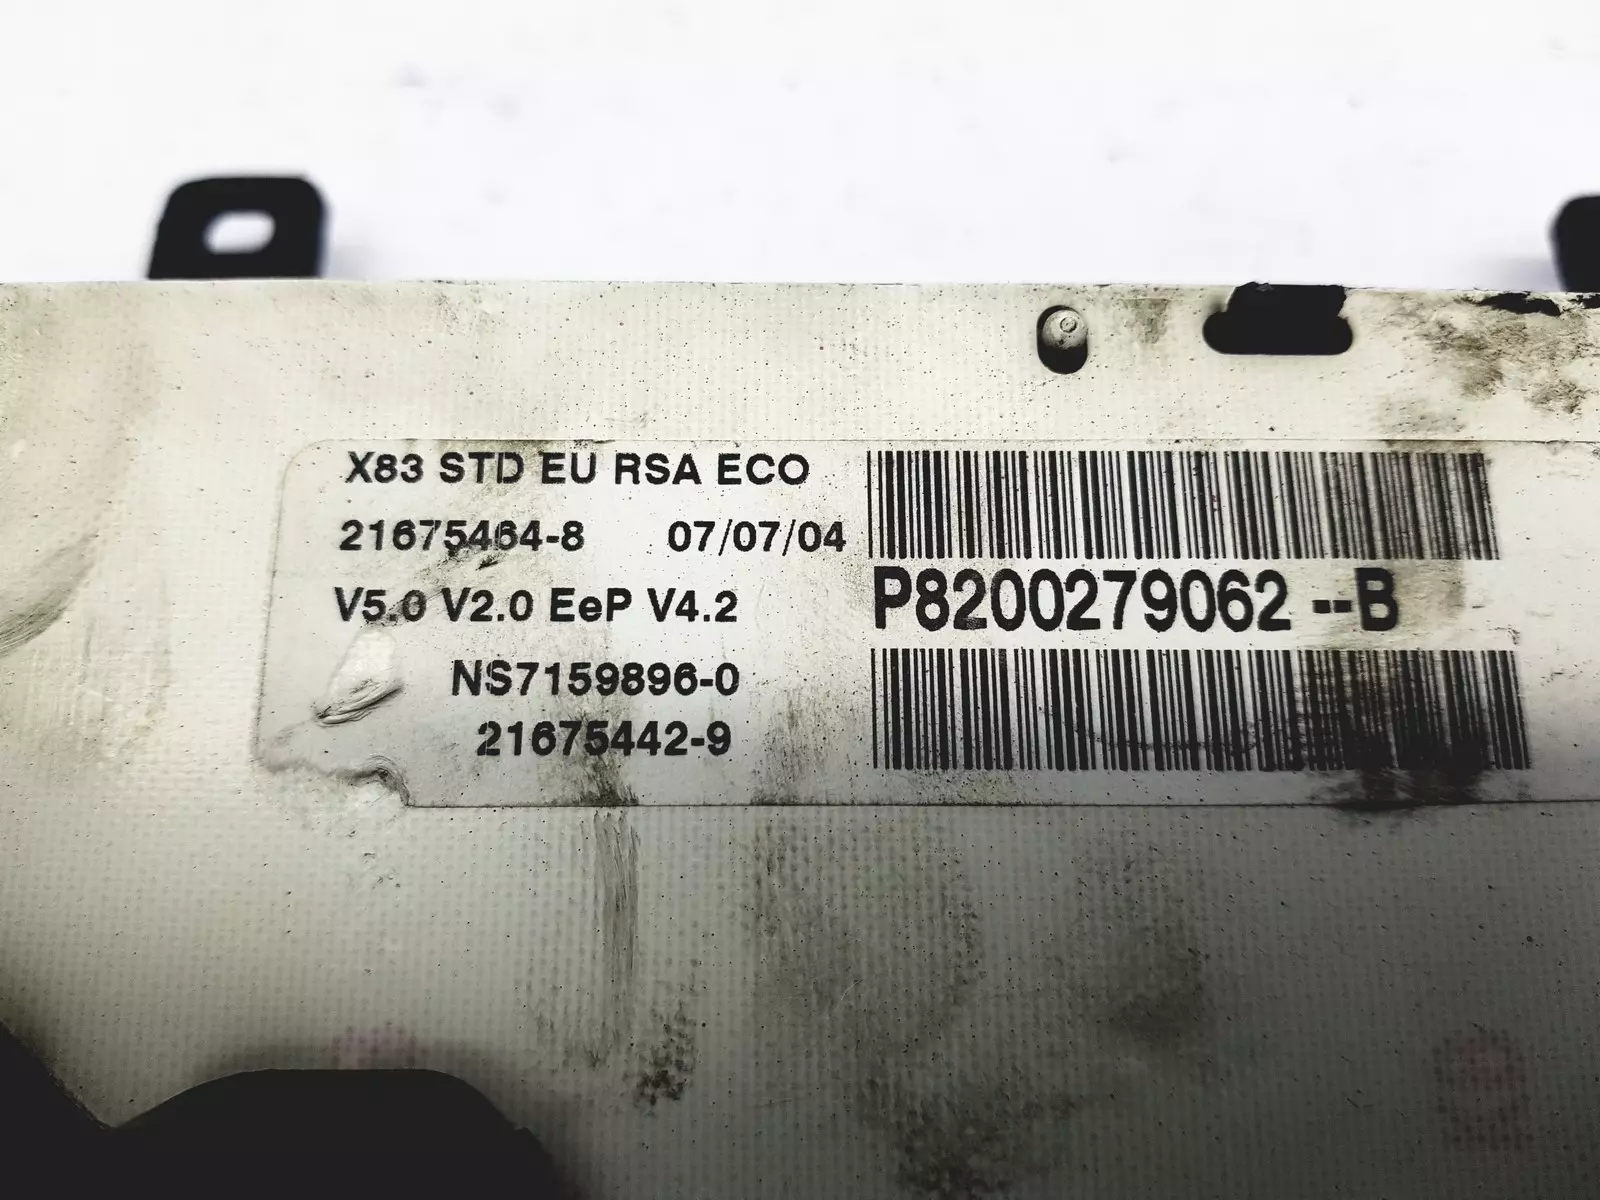 X83 STD EU RSA ECO
21675464-8 07/07/04
V5.0 V2.0 EeP V4.2
P8200279062--B
NS7159896-0
21675442-9